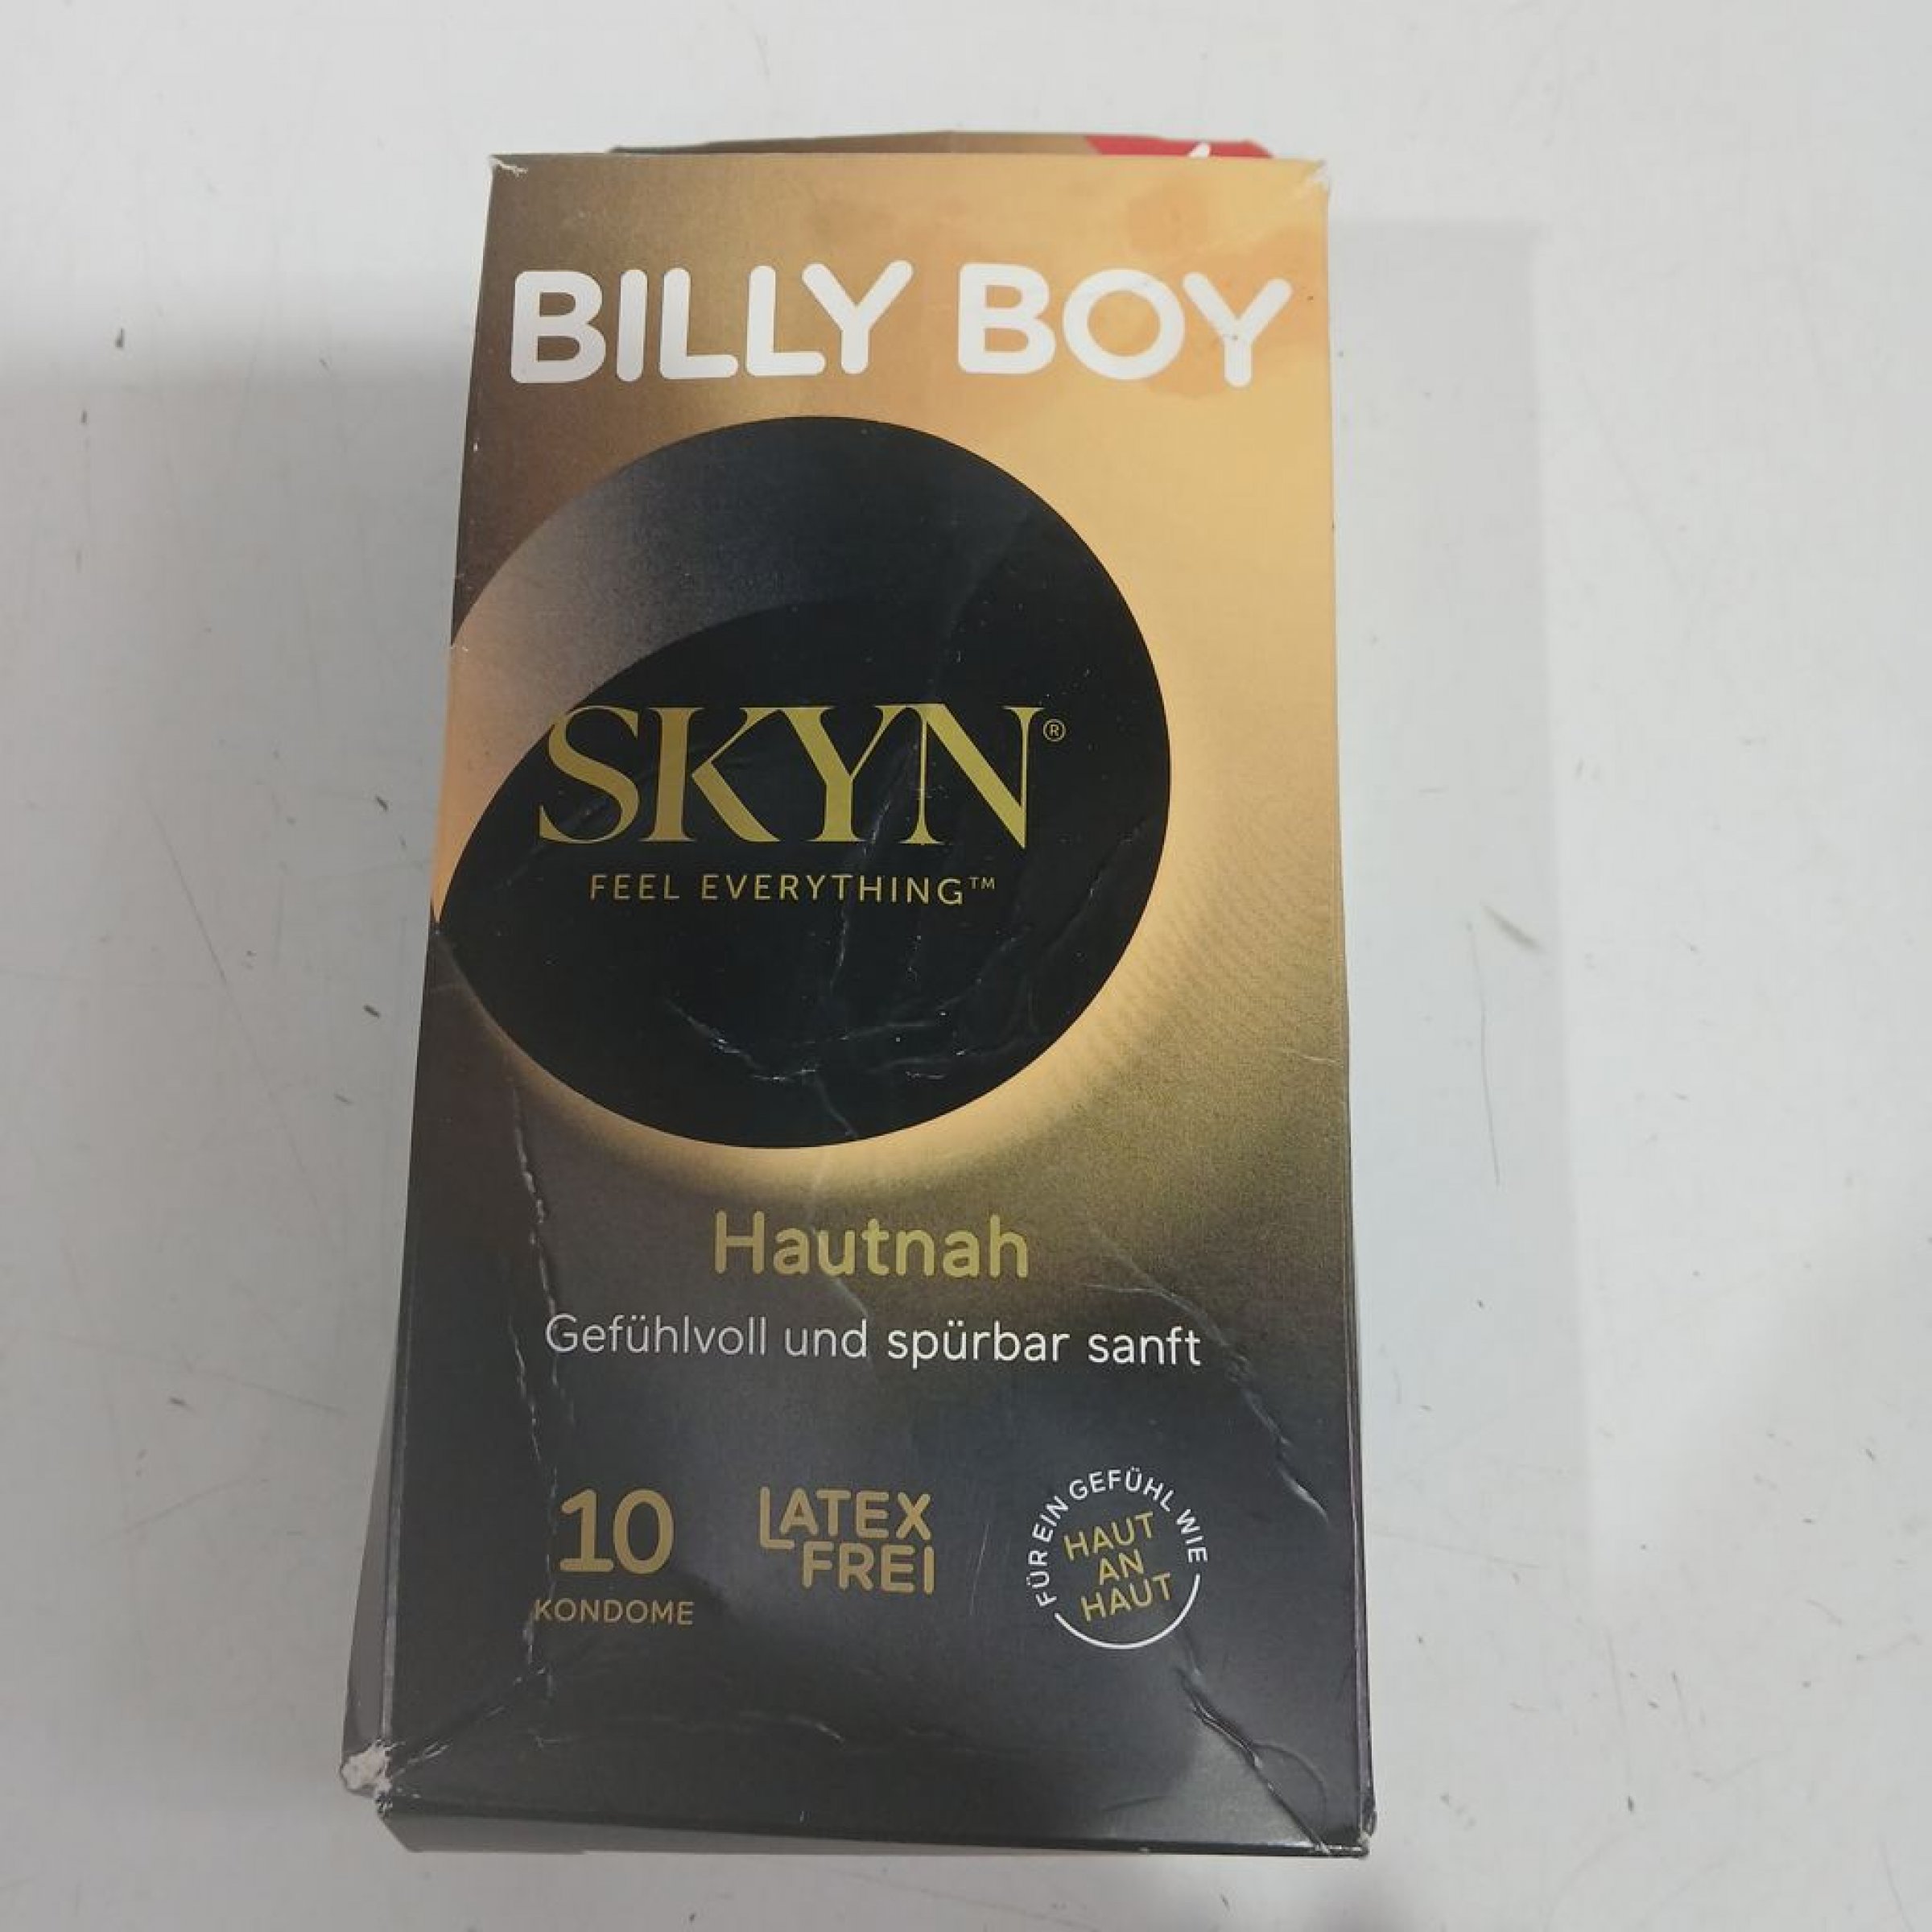 BILLY BOY
SKYN®
FEEL EVERYTHING™
Hautnah
Gefühlvoll und spürbar sanft
10
KONDOME
LATEX
FREI
FÜR EIN GEFÜHL WIE
HAUT
AN
HAUT